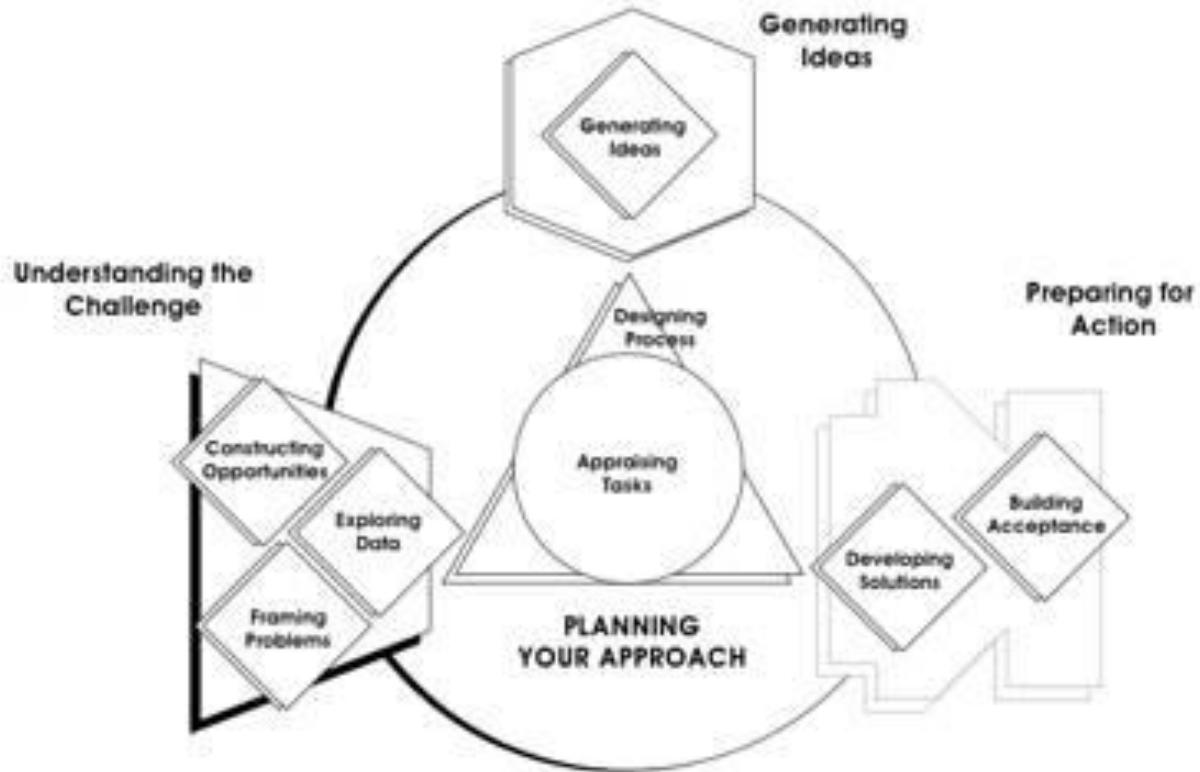 Generating
Ideas
Generating
Ideas
Understanding the
Challenge
Preparing for
Action
Designing
Process
Constructing
Opportunities
Appraising
Tasks
Exploring
Data
Building
Acceptance
Developing
Solutions
Framing
Problems
PLANNING
YOUR APPROACH